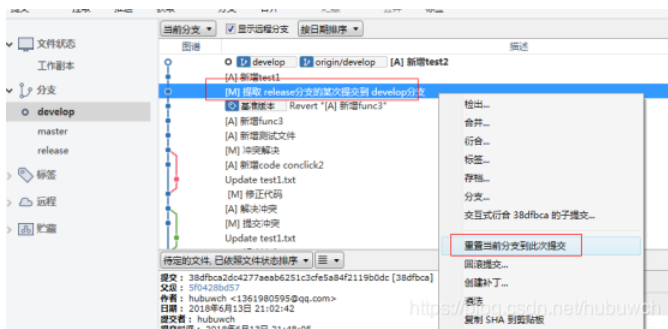 当前分支 显示远程分支 按日期排序
图谱 描述
文件状态
工作副本
分支
develop
master
release
标签
远程
贮藏
develop origin/develop [A] 新增test2
[A] 新增test1
[M] 提取 release分支的某次提交到 develop分支
基准版本 Revert "[A] 新增func3"
[A] 新增func3
[A] 新增测试文件
[M] 冲突解决
[A] 新增code conclick2
Update test1.txt
[M] 修正代码
[A] 解决冲突
[M] 提交冲突
Update test1.txt
检出...
合并...
衍合...
标签...
存档...
分支...
交互式衍合 38dfbca 的子提交...
重置当前分支到此次提交
回滚提交...
创建补丁...
遴选
复制 SHA 到剪贴板
待定的文件, 已依照文件状态排序
提交: 38dfbca2dc4277aeab6251c3cfe5a84f2119b0dc [38dfbca]
父级: 5f0428bd57
作者: hubuwch <1361980595@qq.com>
日期: 2018年6月13日 21:02:42
提交者: hubuwch
https://blog.csdn.net/hubuwch